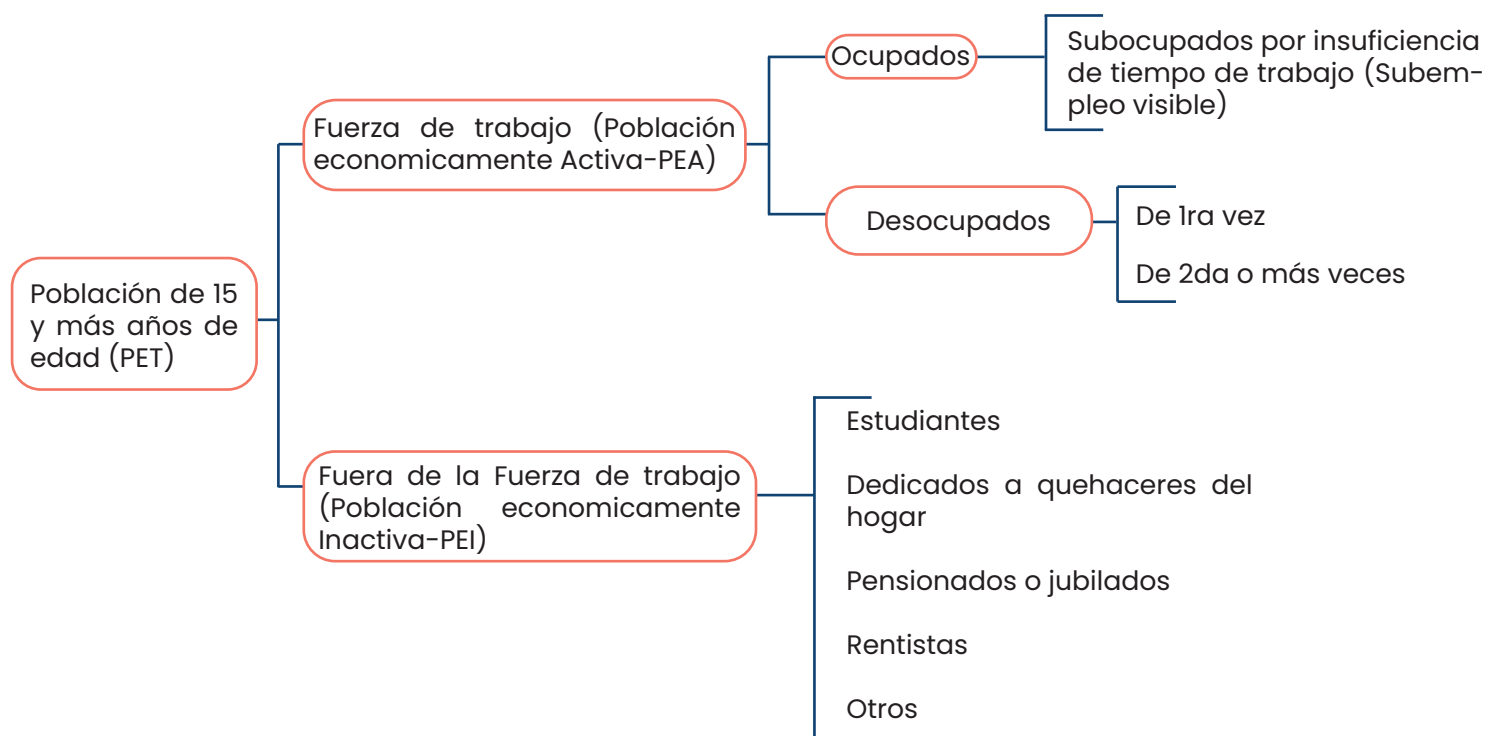 Población de 15
y más años de
edad (PET)
Fuerza de trabajo (Población
economicamente Activa-PEA)
Ocupados
Subocupados por insuficiencia
de tiempo de trabajo (Subem-
pleo visible)
Desocupados
De 1ra vez
De 2da o más veces
Fuera de la Fuerza de trabajo
(Población economicamente
Inactiva-PEI)
Estudiantes
Dedicados a quehaceres del
hogar
Pensionados o jubilados
Rentistas
Otros